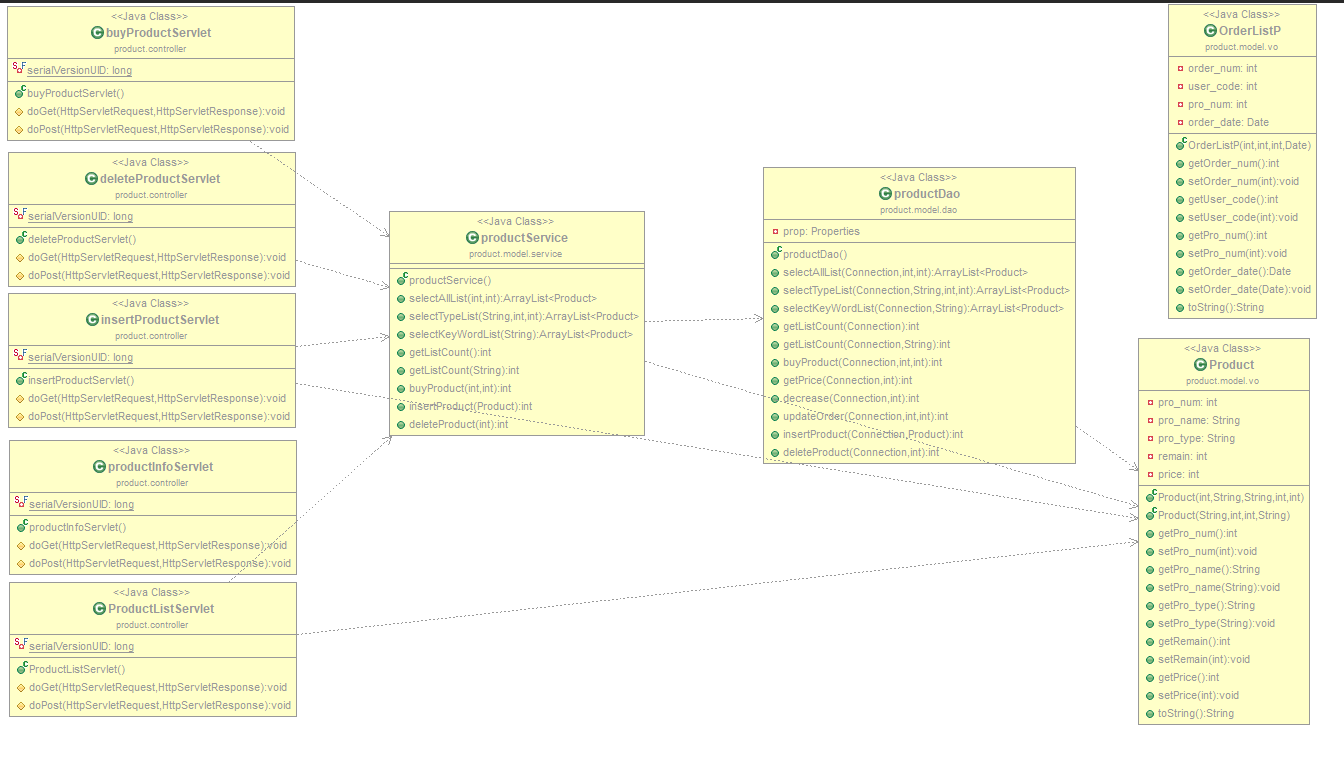 <<Java Class>>
buyProductServlet
product.controller
serialVersionUID: long
buyProductServlet()
doGet(HttpServletRequest,HttpServletResponse):void
doPost(HttpServletRequest,HttpServletResponse):void
<<Java Class>>
deleteProductServlet
product.controller
serialVersionUID: long
deleteProductServlet()
doGet(HttpServletRequest,HttpServletResponse):void
doPost(HttpServletRequest,HttpServletResponse):void
<<Java Class>>
insertProductServlet
product.controller
serialVersionUID: long
insertProductServlet()
doGet(HttpServletRequest,HttpServletResponse):void
doPost(HttpServletRequest,HttpServletResponse):void
<<Java Class>>
productInfoServlet
product.controller
serialVersionUID: long
productInfoServlet()
doGet(HttpServletRequest,HttpServletResponse):void
doPost(HttpServletRequest,HttpServletResponse):void
<<Java Class>>
ProductListServlet
product.controller
serialVersionUID: long
ProductListServlet()
doGet(HttpServletRequest,HttpServletResponse):void
doPost(HttpServletRequest,HttpServletResponse):void
<<Java Class>>
productService
product.model.service
productService()
selectAllList(int,int):ArrayList<Product>
selectTypeList(String,int,int):ArrayList<Product>
selectKeyWordList(String):ArrayList<Product>
getListCount():int
getListCount(String):int
buyProduct(int,int):int
insertProduct(Product):int
deleteProduct(int):int
<<Java Class>>
productDao
product.model.dao
prop: Properties
productDao()
selectAllList(Connection,int,int):ArrayList<Product>
selectTypeList(Connection,String,int,int):ArrayList<Product>
selectKeyWordList(Connection,String):ArrayList<Product>
getListCount(Connection):int
getListCount(Connection,String):int
buyProduct(Connection,int,int):int
getPrice(Connection,int):int
decrease(Connection,int):int
updateOrder(Connection,int,int):int
insertProduct(Connection,Product):int
deleteProduct(Connection,int):int
<<Java Class>>
OrderListP
product.model.vo
order_num: int
user_code: int
pro_num: int
order_date: Date
OrderListP(int,int,int,Date)
getOrder_num():int
setOrder_num(int):void
getUser_code():int
setUser_code(int):void
getPro_num():int
setPro_num(int):void
getOrder_date():Date
setOrder_date(Date):void
toString():String
<<Java Class>>
Product
product.model.vo
pro_num: int
pro_name: String
pro_type: String
remain: int
price: int
Product(int,String,String,int,int)
Product(String,int,int,String)
getPro_num():int
setPro_num(int):void
getPro_name():String
setPro_name(String):void
getPro_type():String
setPro_type(String):void
getRemain():int
setRemain(int):void
getPrice():int
setPrice(int):void
toString():String